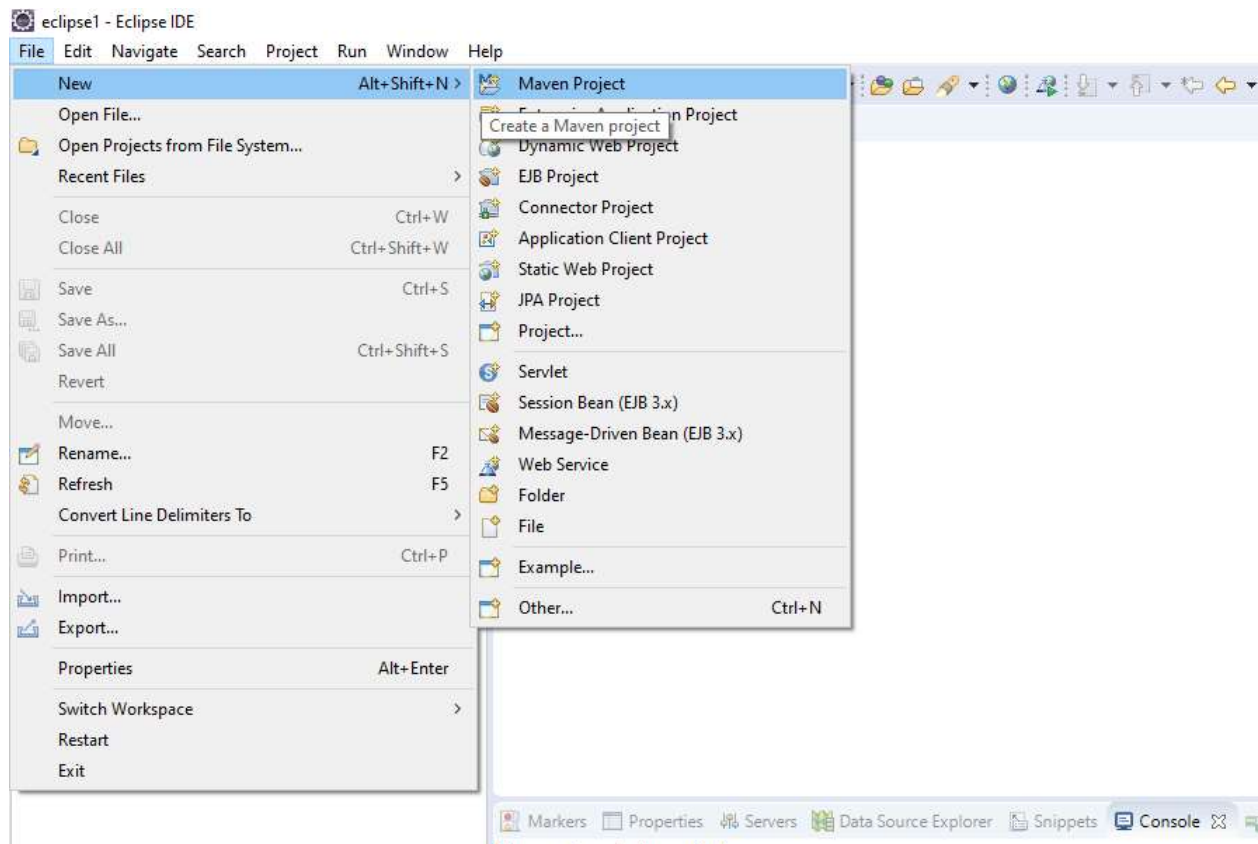 eclipse1 - Eclipse IDE
File Edit Navigate Search Project Run Window Help
New Alt+Shift+N >
Open File...
Open Projects from File System...
Recent Files >
Close Ctrl+W
Close All Ctrl+Shift+W
Save Ctrl+S
Save As...
Save All Ctrl+Shift+S
Revert
Move...
Rename... F2
Refresh F5
Convert Line Delimiters To >
Print... Ctrl+P
Import...
Export...
Properties Alt+Enter
Switch Workspace >
Restart
Exit
Maven Project
Project
Create a Maven project
Dynamic Web Project
EJB Project
Connector Project
Application Client Project
Static Web Project
JPA Project
Project...
Servlet
Session Bean (EJB 3.x)
Message-Driven Bean (EJB 3.x)
Web Service
Folder
File
Example...
Other... Ctrl+N
Markers Properties Servers Data Source Explorer Snippets Console